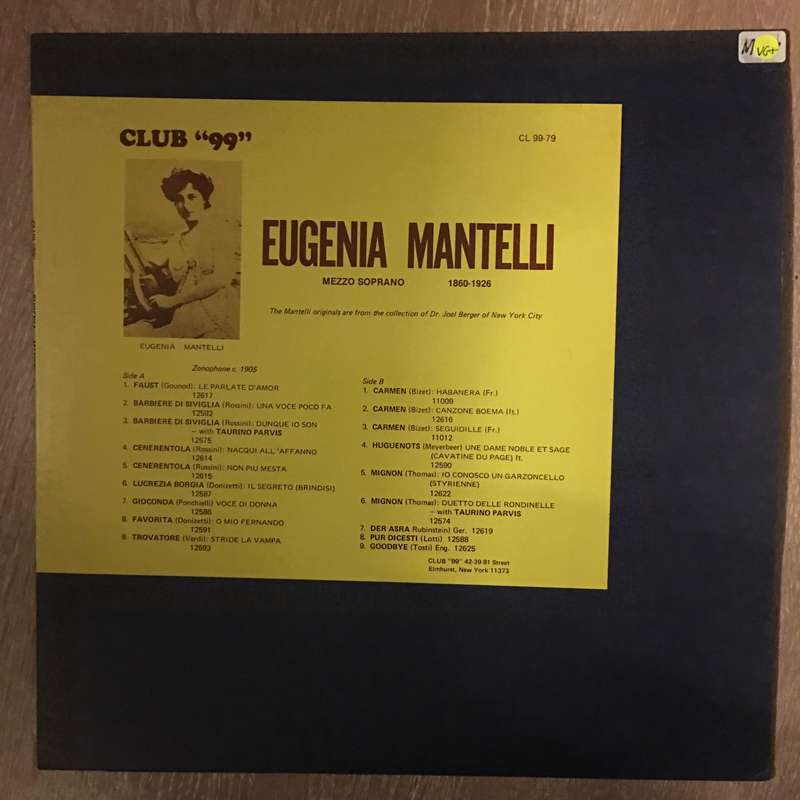 M
VG+
CLUB "99"
CL 99-79
EUGENIA MANTELLI
MEZZO SOPRANO 1860-1926
The Mantelli originals are from the collection of Dr. Joel Berger of New York City
EUGENIA MANTELLI
Zonophone c. 1905
Side A
1. FAUST (Gounod): LE PARLATE D'AMOR
12617
2. BARBIERE DI SIVIGLIA (Rossini): UNA VOCE POCO FA
12592
3. BARBIERE DI SIVIGLIA (Rossini): DUNQUE IO SON
– with TAURINO PARVIS
12575
4. CENERENTOLA (Rossini): NACQUI ALL 'AFFANNO
12614
5. CENERENTOLA (Rossini): NON PIU MESTA
12615
6. LUCREZIA BORGIA (Donizetti): IL SEGRETO (BRINDISI)
12587
7. GIOCONDA (Ponchielli) VOCE DI DONNA
12586
8. FAVORITA (Donizetti): O MIO FERNANDO
12591
9. TROVATORE (Verdi): STRIDE LA VAMPA
12593
Side B
1. CARMEN (Bizet): HABANERA (Fr.)
11009
2. CARMEN (Bizet): CANZONE BOEMA (It.)
12616
3. CARMEN (Bizet): SEGUIDILLE (Fr.)
11012
4. HUGUENOTS (Meyerbeer) UNE DAME NOBLE ET SAGE
(CAVATINE DU PAGE) It.
12590
5. MIGNON (Thomas): IO CONOSCO UN GARZONCELLO
(STYRIENNE)
12622
6. MIGNON (Thomas): DUETTO DELLE RONDINELLE
– with TAURINO PARVIS
12574
7. DER ASRA Rubinstein) Ger. 12619
8. PUR DICESTI (Lotti) 12588
9. GOODBYE (Tosti) Eng. 12625
CLUB "99" 42-39 81 Street
Elmhurst, New York 11373